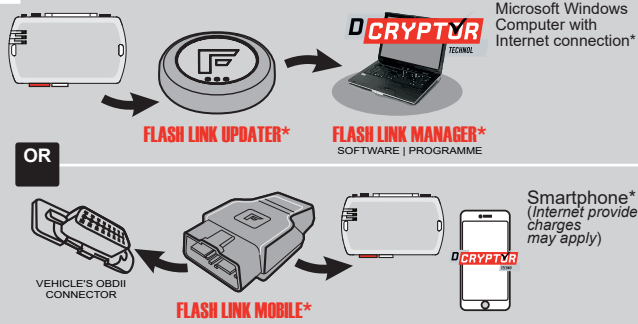 D CRYPTOR
TECHNOL
Microsoft Windows
Computer with
Internet connection*
FLASH LINK UPDATER*
FLASH LINK MANAGER*
SOFTWARE | PROGRAMME
OR
VEHICLE'S OBDII
CONNECTOR
FLASH LINK MOBILE*
D CRYPTOR
TECHNO
Smartphone*
(Internet provide
charges
may apply)